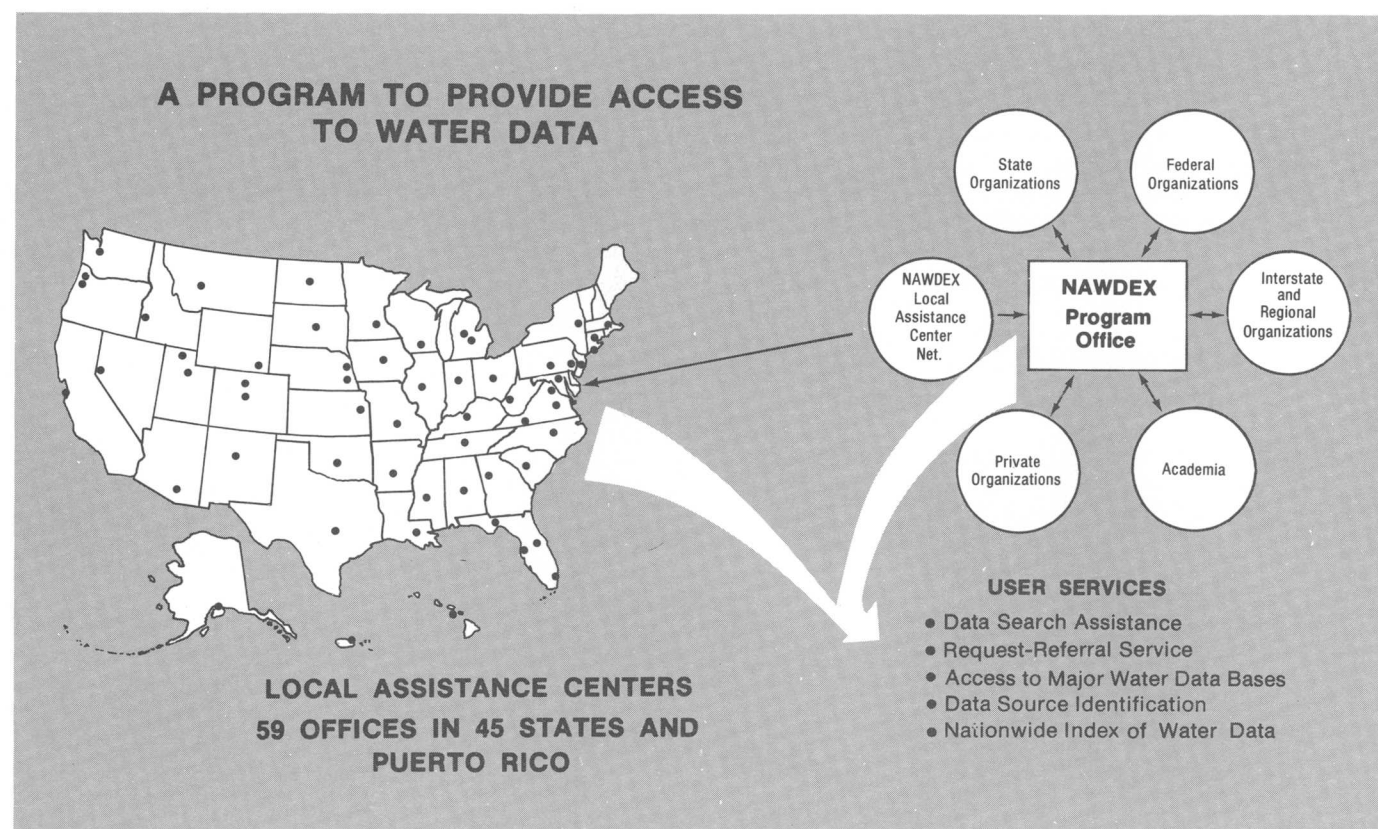 A PROGRAM TO PROVIDE ACCESS
TO WATER DATA
State
Organizations
Federal
Organizations
NAWDEX
Local
Assistance
Center
Net.
NAWDEX
Program
Office
Interstate
and
Regional
Organizations
Private
Organizations
Academia
USER SERVICES
• Data Search Assistance
• Request-Referral Service
• Access to Major Water Data Bases
• Data Source Identification
• Nationwide Index of Water Data
LOCAL ASSISTANCE CENTERS
59 OFFICES IN 45 STATES AND
PUERTO RICO